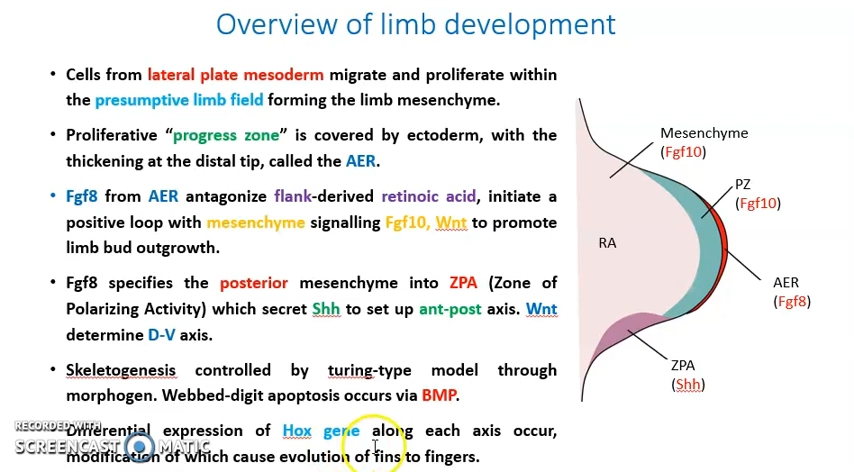 Overview of limb development
• Cells from lateral plate mesoderm migrate and proliferate within
the presumptive limb field forming the limb mesenchyme.
• Proliferative “progress zone” is covered by ectoderm, with the
thickening at the distal tip, called the AER.
• Fgf8 from AER antagonize flank-derived retinoic acid, initiate a
positive loop with mesenchyme signalling Fgf10, Wnt to promote
limb bud outgrowth.
• Fgf8 specifies the posterior mesenchyme into ZPA (Zone of
Polarizing Activity) which secret Shh to set up ant-post axis. Wnt
determine D-V axis.
• Skeletogenesis controlled by turing-type model through
morphogen. Webbed-digit apoptosis occurs via BMP.
Differential expression of Hox gene along each axis occur,
modification of which cause evolution of fins to fingers.
Mesenchyme
(Fgf10)
PZ
(Fgf10)
RA
AER
(Fgf8)
ZPA
(Shh)
RECORDED WITH
SCREENCAST MATIC